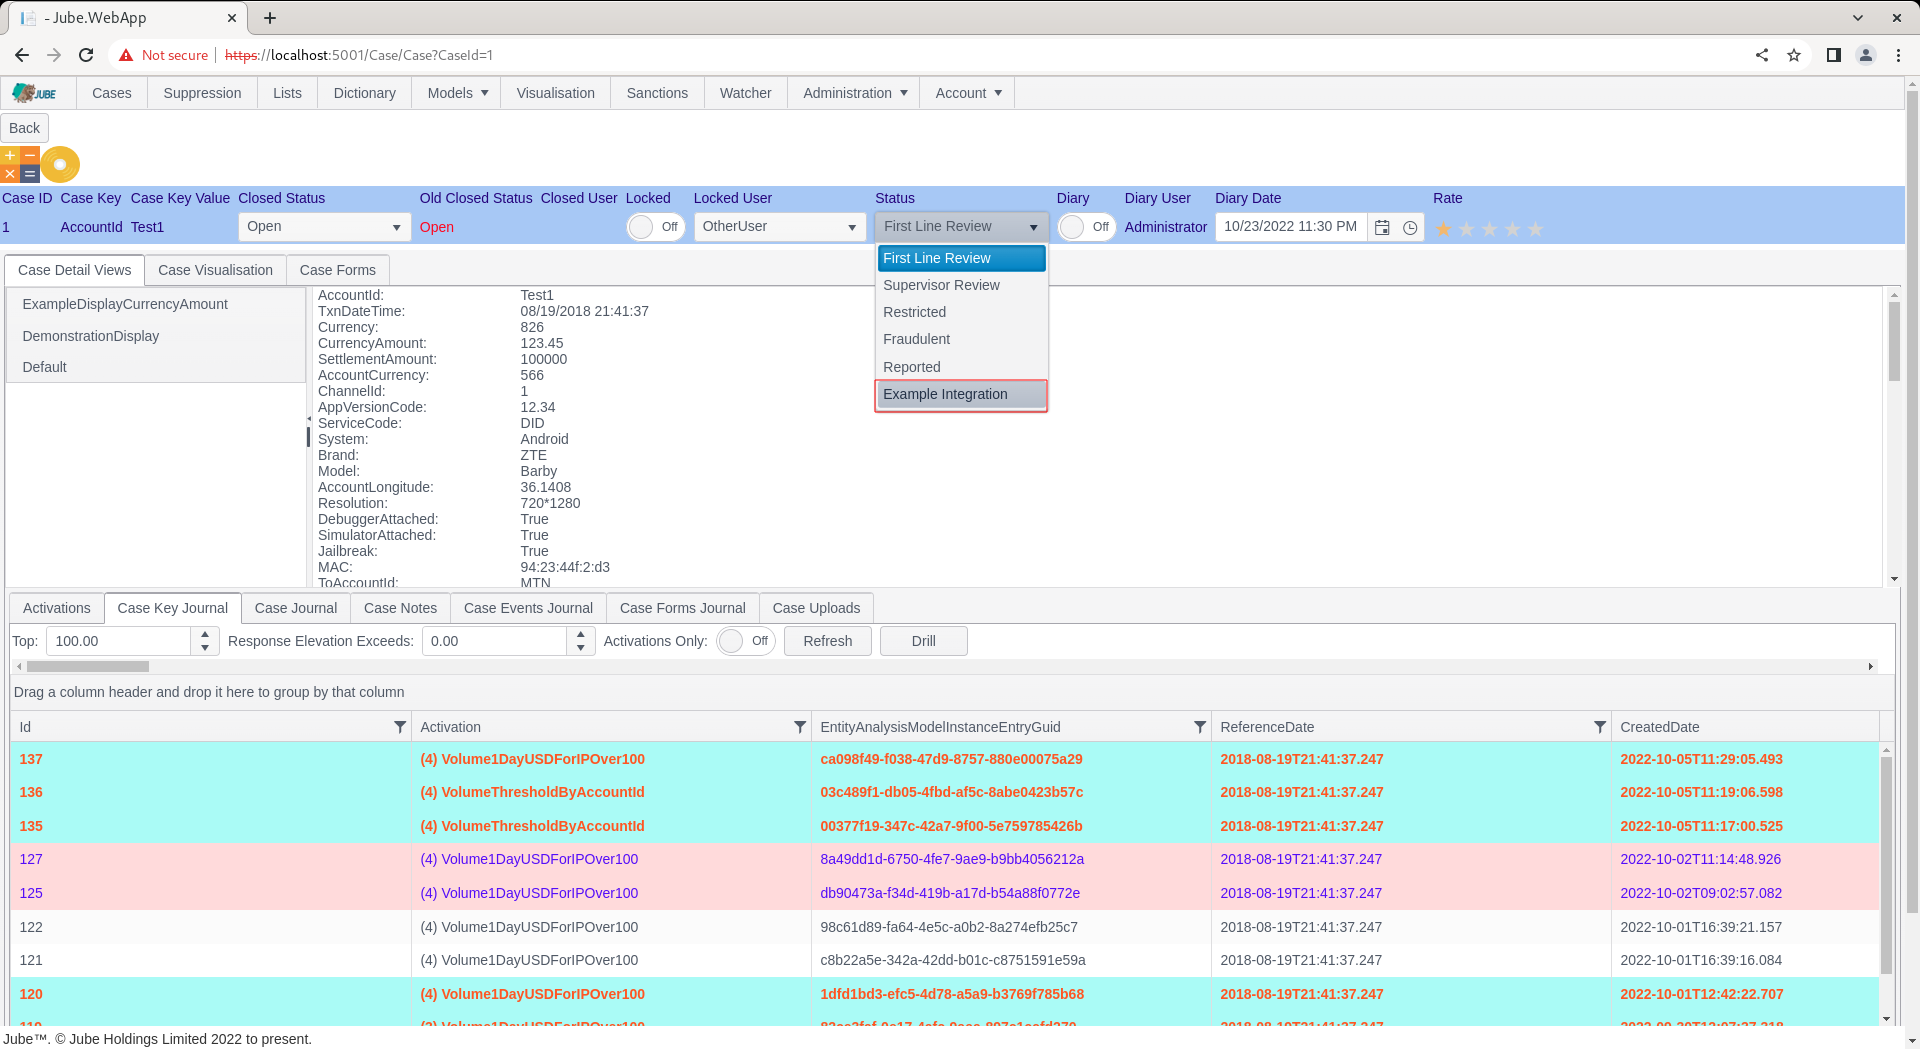 - Jube.WebApp
Not secure https://localhost:5001/Case/Case?CaseId=1
JUBE Cases Suppression Lists Dictionary Models Visualisation Sanctions Watcher Administration Account
Back
Case ID Case Key Case Key Value Closed Status Old Closed Status Closed User Locked Locked User Status Diary Diary User Diary Date Rate
1 AccountId Test1 Open Open Off OtherUser First Line Review Off Administrator 10/23/2022 11:30 PM
First Line Review
Supervisor Review
Restricted
Fraudulent
Reported
Example Integration
Case Detail Views Case Visualisation Case Forms
ExampleDisplayCurrencyAmount
DemonstrationDisplay
Default
AccountId: Test1
TxnDateTime: 08/19/2018 21:41:37
Currency: 826
CurrencyAmount: 123.45
SettlementAmount: 100000
AccountCurrency: 566
ChannelId: 1
AppVersionCode: 12.34
ServiceCode: DID
System: Android
Brand: ZTE
Model: Barby
AccountLongitude: 36.1408
Resolution: 720*1280
DebuggerAttached: True
SimulatorAttached: True
Jailbreak: True
MAC: 94:23:44f:2:d3
ToAccountId: MTN
Activations Case Key Journal Case Journal Case Notes Case Events Journal Case Forms Journal Case Uploads
Top: 100.00 Response Elevation Exceeds: 0.00 Activations Only: Off Refresh Drill
Drag a column header and drop it here to group by that column
Id Activation EntityAnalysisModelInstanceEntryGuid ReferenceDate CreatedDate
137 (4) Volume1DayUSDForIPOver100 ca098f49-f038-47d9-8757-880e00075a29 2018-08-19T21:41:37.247 2022-10-05T11:29:05.493
136 (4) VolumeThresholdByAccountId 03c489f1-db05-4fbd-af5c-8abe0423b57c 2018-08-19T21:41:37.247 2022-10-05T11:19:06.598
135 (4) VolumeThresholdByAccountId 00377f19-347c-42a7-9f00-5e759785426b 2018-08-19T21:41:37.247 2022-10-05T11:17:00.525
127 (4) Volume1DayUSDForIPOver100 8a49dd1d-6750-4fe7-9ae9-b9bb4056212a 2018-08-19T21:41:37.247 2022-10-02T11:14:48.926
125 (4) Volume1DayUSDForIPOver100 db90473a-f34d-419b-a17d-b54a88f0772e 2018-08-19T21:41:37.247 2022-10-02T09:02:57.082
122 (4) Volume1DayUSDForIPOver100 98c61d89-fa64-4e5c-a0b2-8a274efb25c7 2018-08-19T21:41:37.247 2022-10-01T16:39:21.157
121 (4) Volume1DayUSDForIPOver100 c8b22a5e-342a-42dd-b01c-c8751591e59a 2018-08-19T21:41:37.247 2022-10-01T16:39:16.084
120 (4) Volume1DayUSDForIPOver100 1dfd1bd3-efc5-4d78-a5a9-b3769f785b68 2018-08-19T21:41:37.247 2022-10-01T12:42:22.707
Jube™. © Jube Holdings Limited 2022 to present.